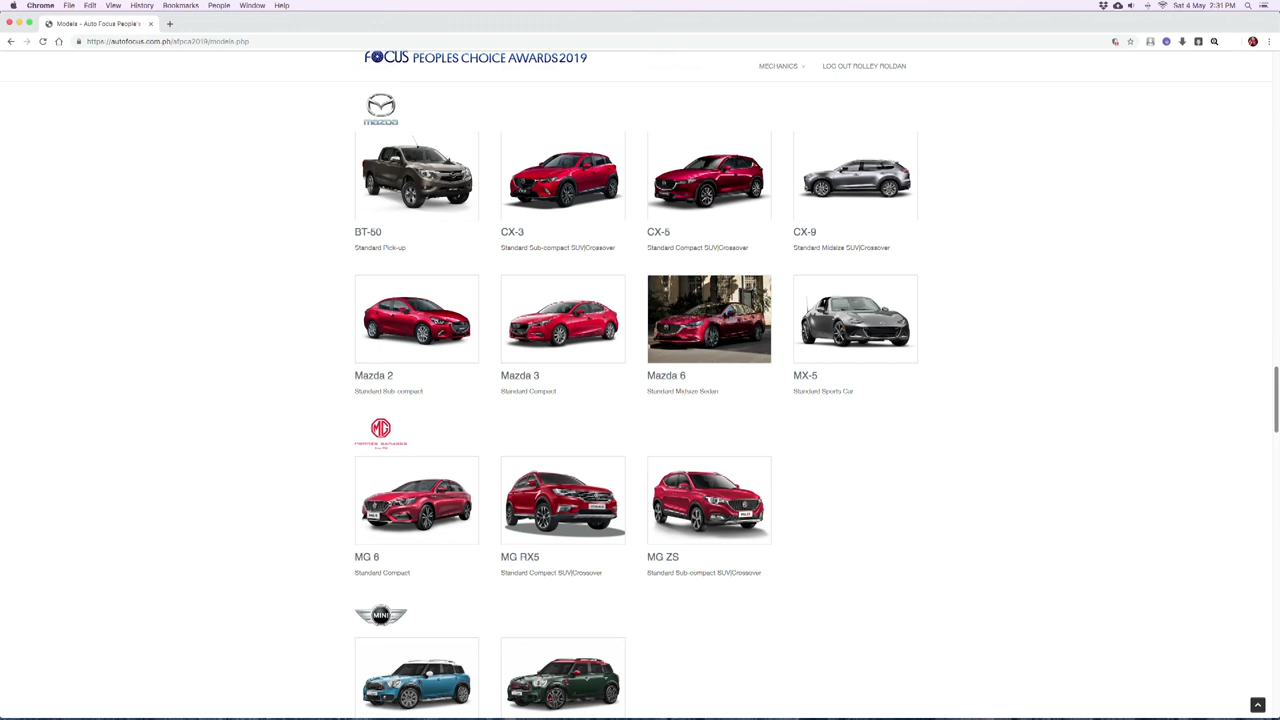 Chrome File Edit View History Bookmarks People Window Help
Sat 4 May 2:31 PM
Models - Auto Focus People's
https://autofocus.com.ph/afpca2019/models.php
FOCUS PEOPLES CHOICE AWARDS 2019
MECHANICS
LOG OUT ROLLEY ROLDAN
mazda
BT-50 CX-3 CX-5 CX-9
Standard Pick-up Standard Sub-compact SUV|Crossover Standard Compact SUV|Crossover Standard Midsize SUV|Crossover
Mazda 2 Mazda 3 Mazda 6 MX-5
Standard Sub-compact Standard Compact Standard Midsize Sedan Standard Sports Car
MG
MORRIS GARAGES
MG 6 MG RX5 MG ZS
Standard Compact Standard Compact SUV|Crossover Standard Sub-compact SUV|Crossover
MINI